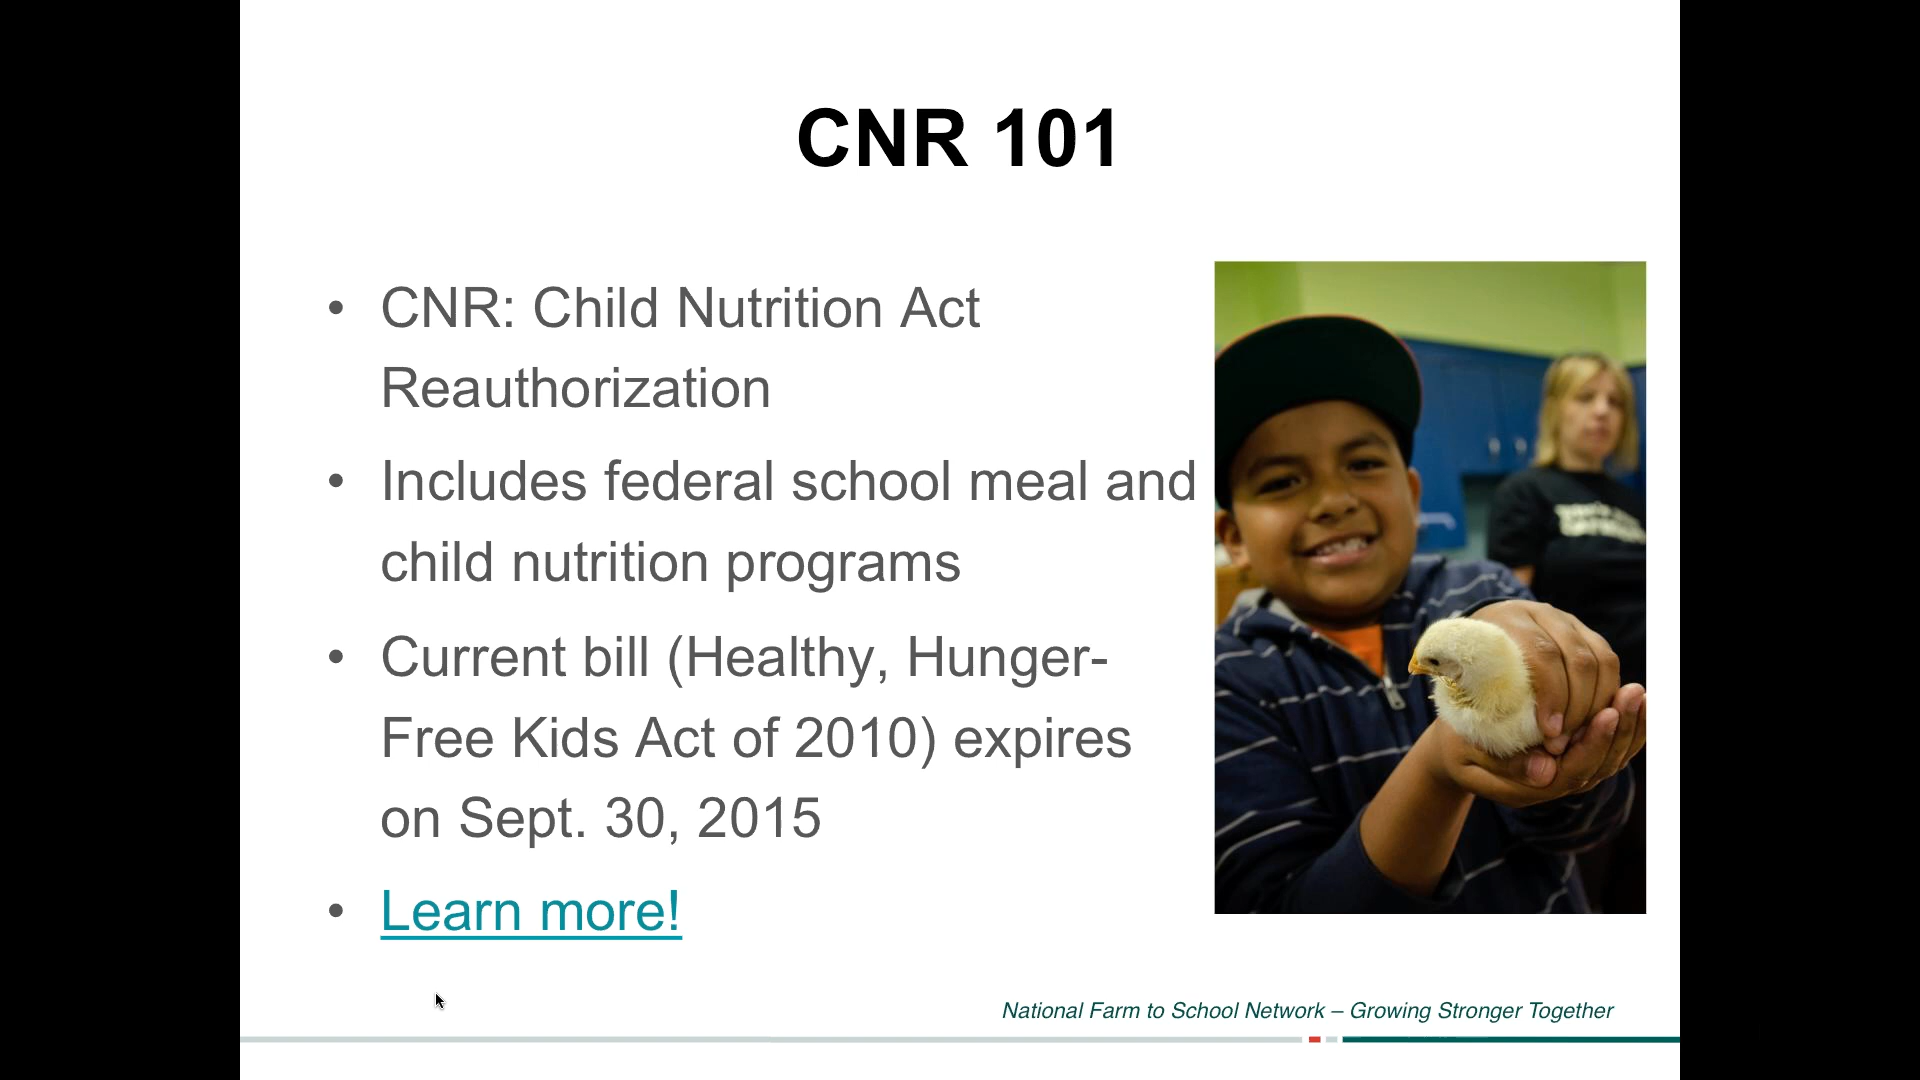 CNR 101
• CNR: Child Nutrition Act
Reauthorization
• Includes federal school meal and
child nutrition programs
• Current bill (Healthy, Hunger-
Free Kids Act of 2010) expires
on Sept. 30, 2015
• Learn more!
National Farm to School Network – Growing Stronger Together